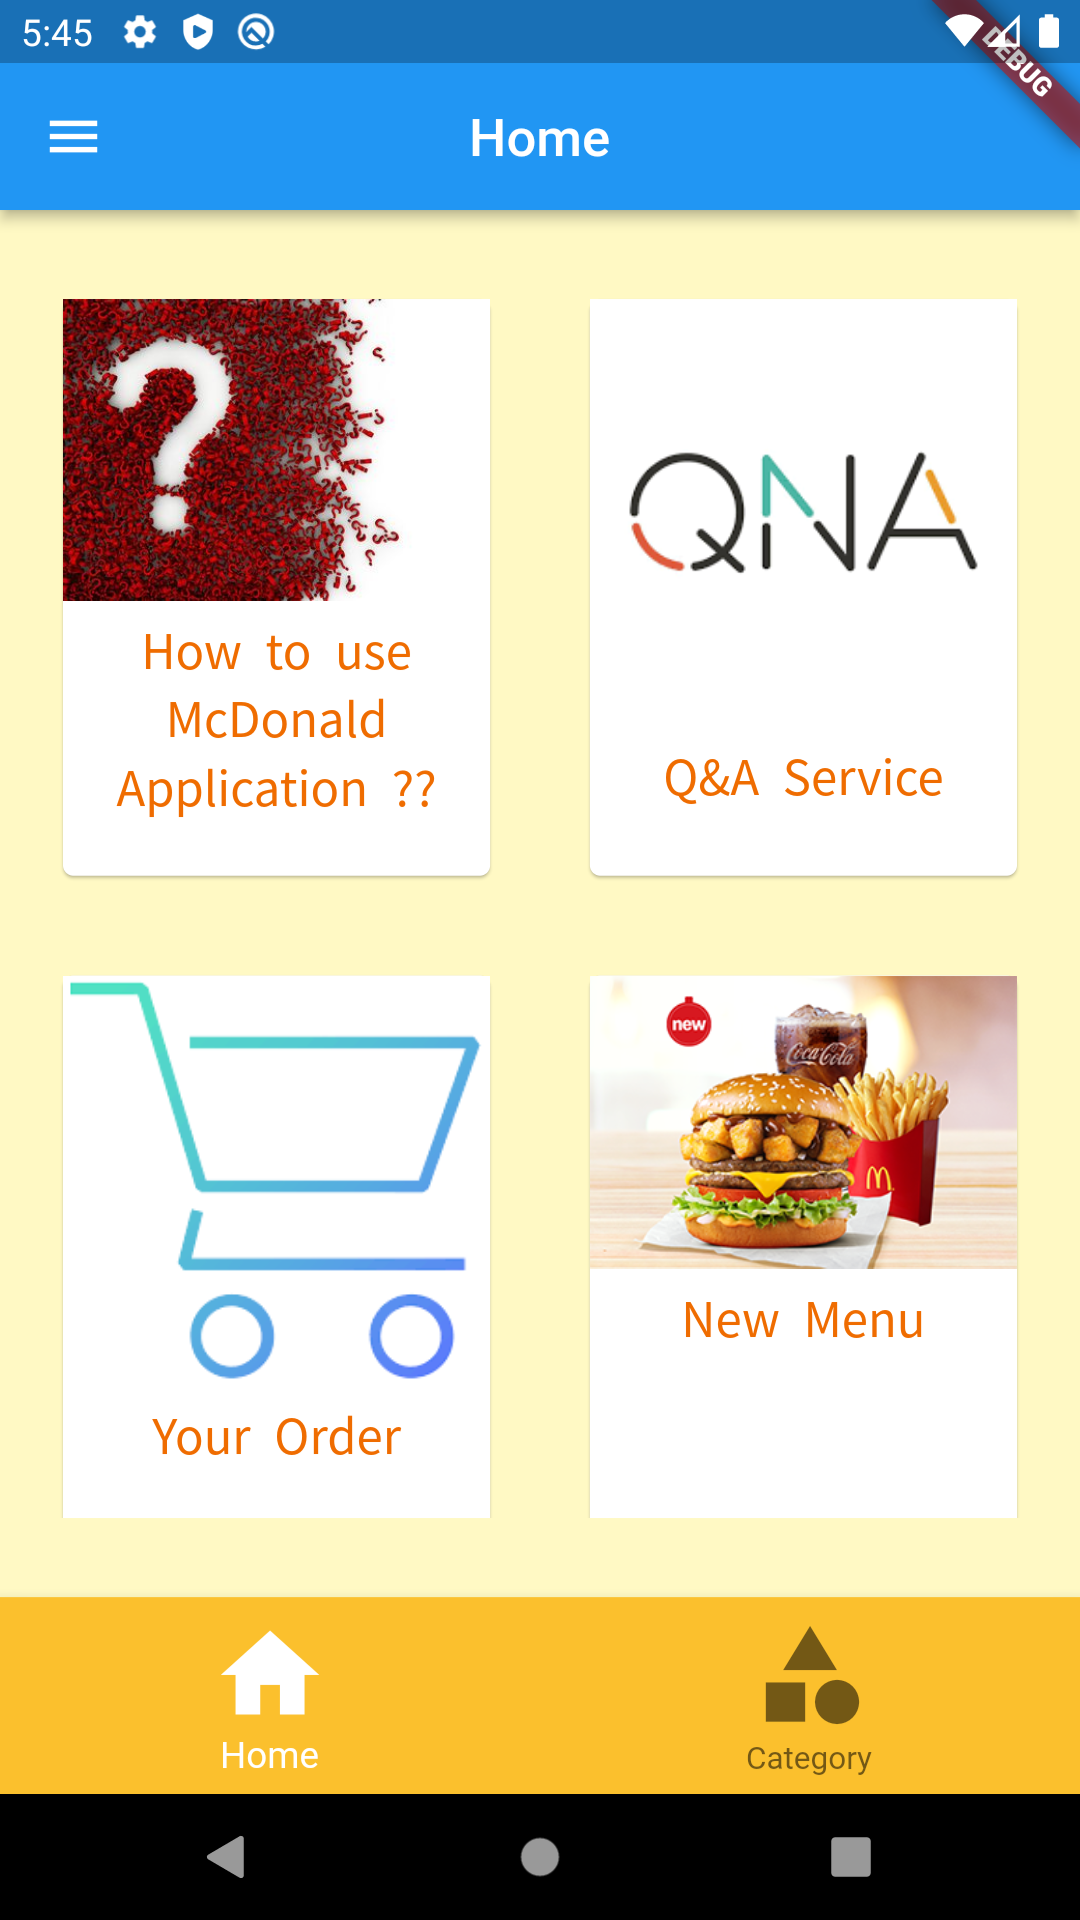 5:45
DEBUG
Home
?
QNA
How to use
McDonald
Application ??
Q&A Service
new
Coca-Cola
M
Your Order
New Menu
Home
Category